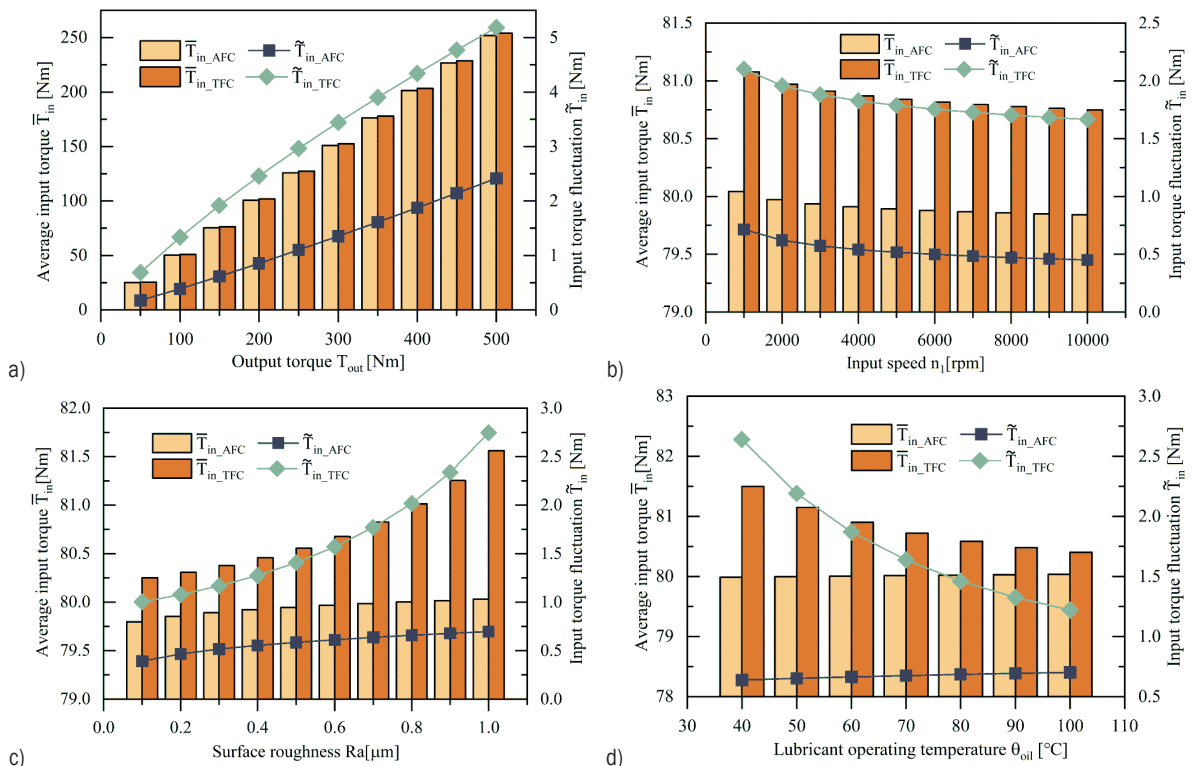 T̅in_AFC T̃in_AFC
T̅in_TFC T̃in_TFC
Average input torque T̅in [Nm]
250
200
150
100
50
0
100 200 300 400 500
Output torque Tout [Nm]
5
4
3
2
1
0
Input torque fluctuation T̃in [Nm]
a)
T̅in_AFC T̃in_AFC
T̅in_TFC T̃in_TFC
Average input torque T̅in [Nm]
81.5
81.0
80.5
80.0
79.5
79.0
0 2000 4000 6000 8000 10000
Input speed n1[rpm]
2.5
2.0
1.5
1.0
0.5
0.0
Input torque fluctuation T̃in [Nm]
b)
T̅in_AFC T̃in_AFC
T̅in_TFC T̃in_TFC
Average input torque T̅in[Nm]
82.0
81.5
81.0
80.5
80.0
79.5
79.0
0.2 0.4 0.6 0.8 1.0
Surface roughness Ra[μm]
3.0
2.5
2.0
1.5
1.0
0.5
0.0
Input torque fluctuation T̃in [Nm]
c)
T̅in_AFC T̃in_AFC
T̅in_TFC T̃in_TFC
Average input torque T̅in[Nm]
83
82
81
80
79
78
30 40 50 60 70 80 90 100 110
Lubricant operating temperature θoil [℃]
3.0
2.5
2.0
1.5
1.0
0.5
Input torque fluctuation T̃in [Nm]
d)